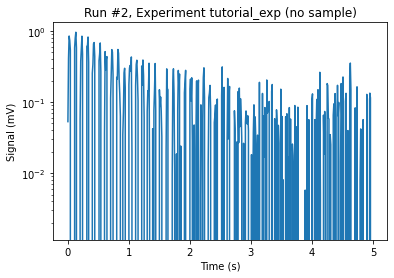 Run #2, Experiment tutorial_exp (no sample)
Signal (mV)
10⁰
10⁻¹
10⁻²
0 1 2 3 4 5
Time (s)